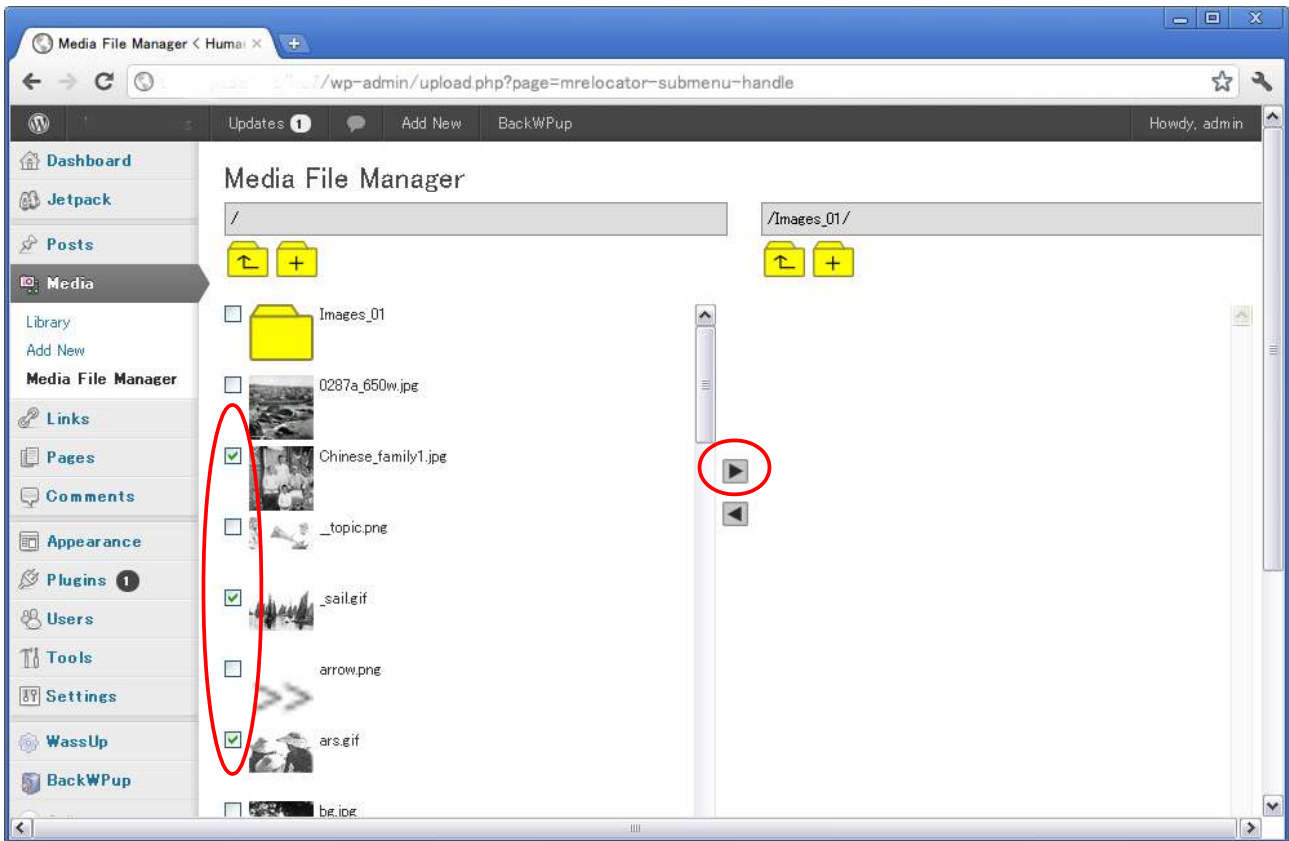 Media File Manager < Human
/wp-admin/upload.php?page=mrelocator-submenu-handle
Updates 1 Add New BackWPup Howdy, admin
Dashboard
Jetpack
Posts
Media
Library
Add New
Media File Manager
Links
Pages
Comments
Appearance
Plugins 1
Users
Tools
Settings
WassUp
BackWPup
Media File Manager
/
/Images_01/
Images_01
0287a_650w.jpg
Chinese_family1.jpg
__topic.png
_sail.gif
arrow.png
ars.gif
bg.jpg